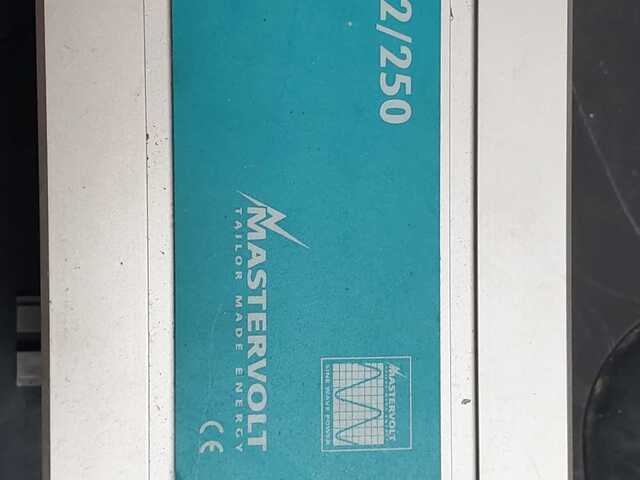 2/250
MASTERVOLT
TAILOR MADE ENERGY
CE
MASTERVOLT
SINE WAVE POWER